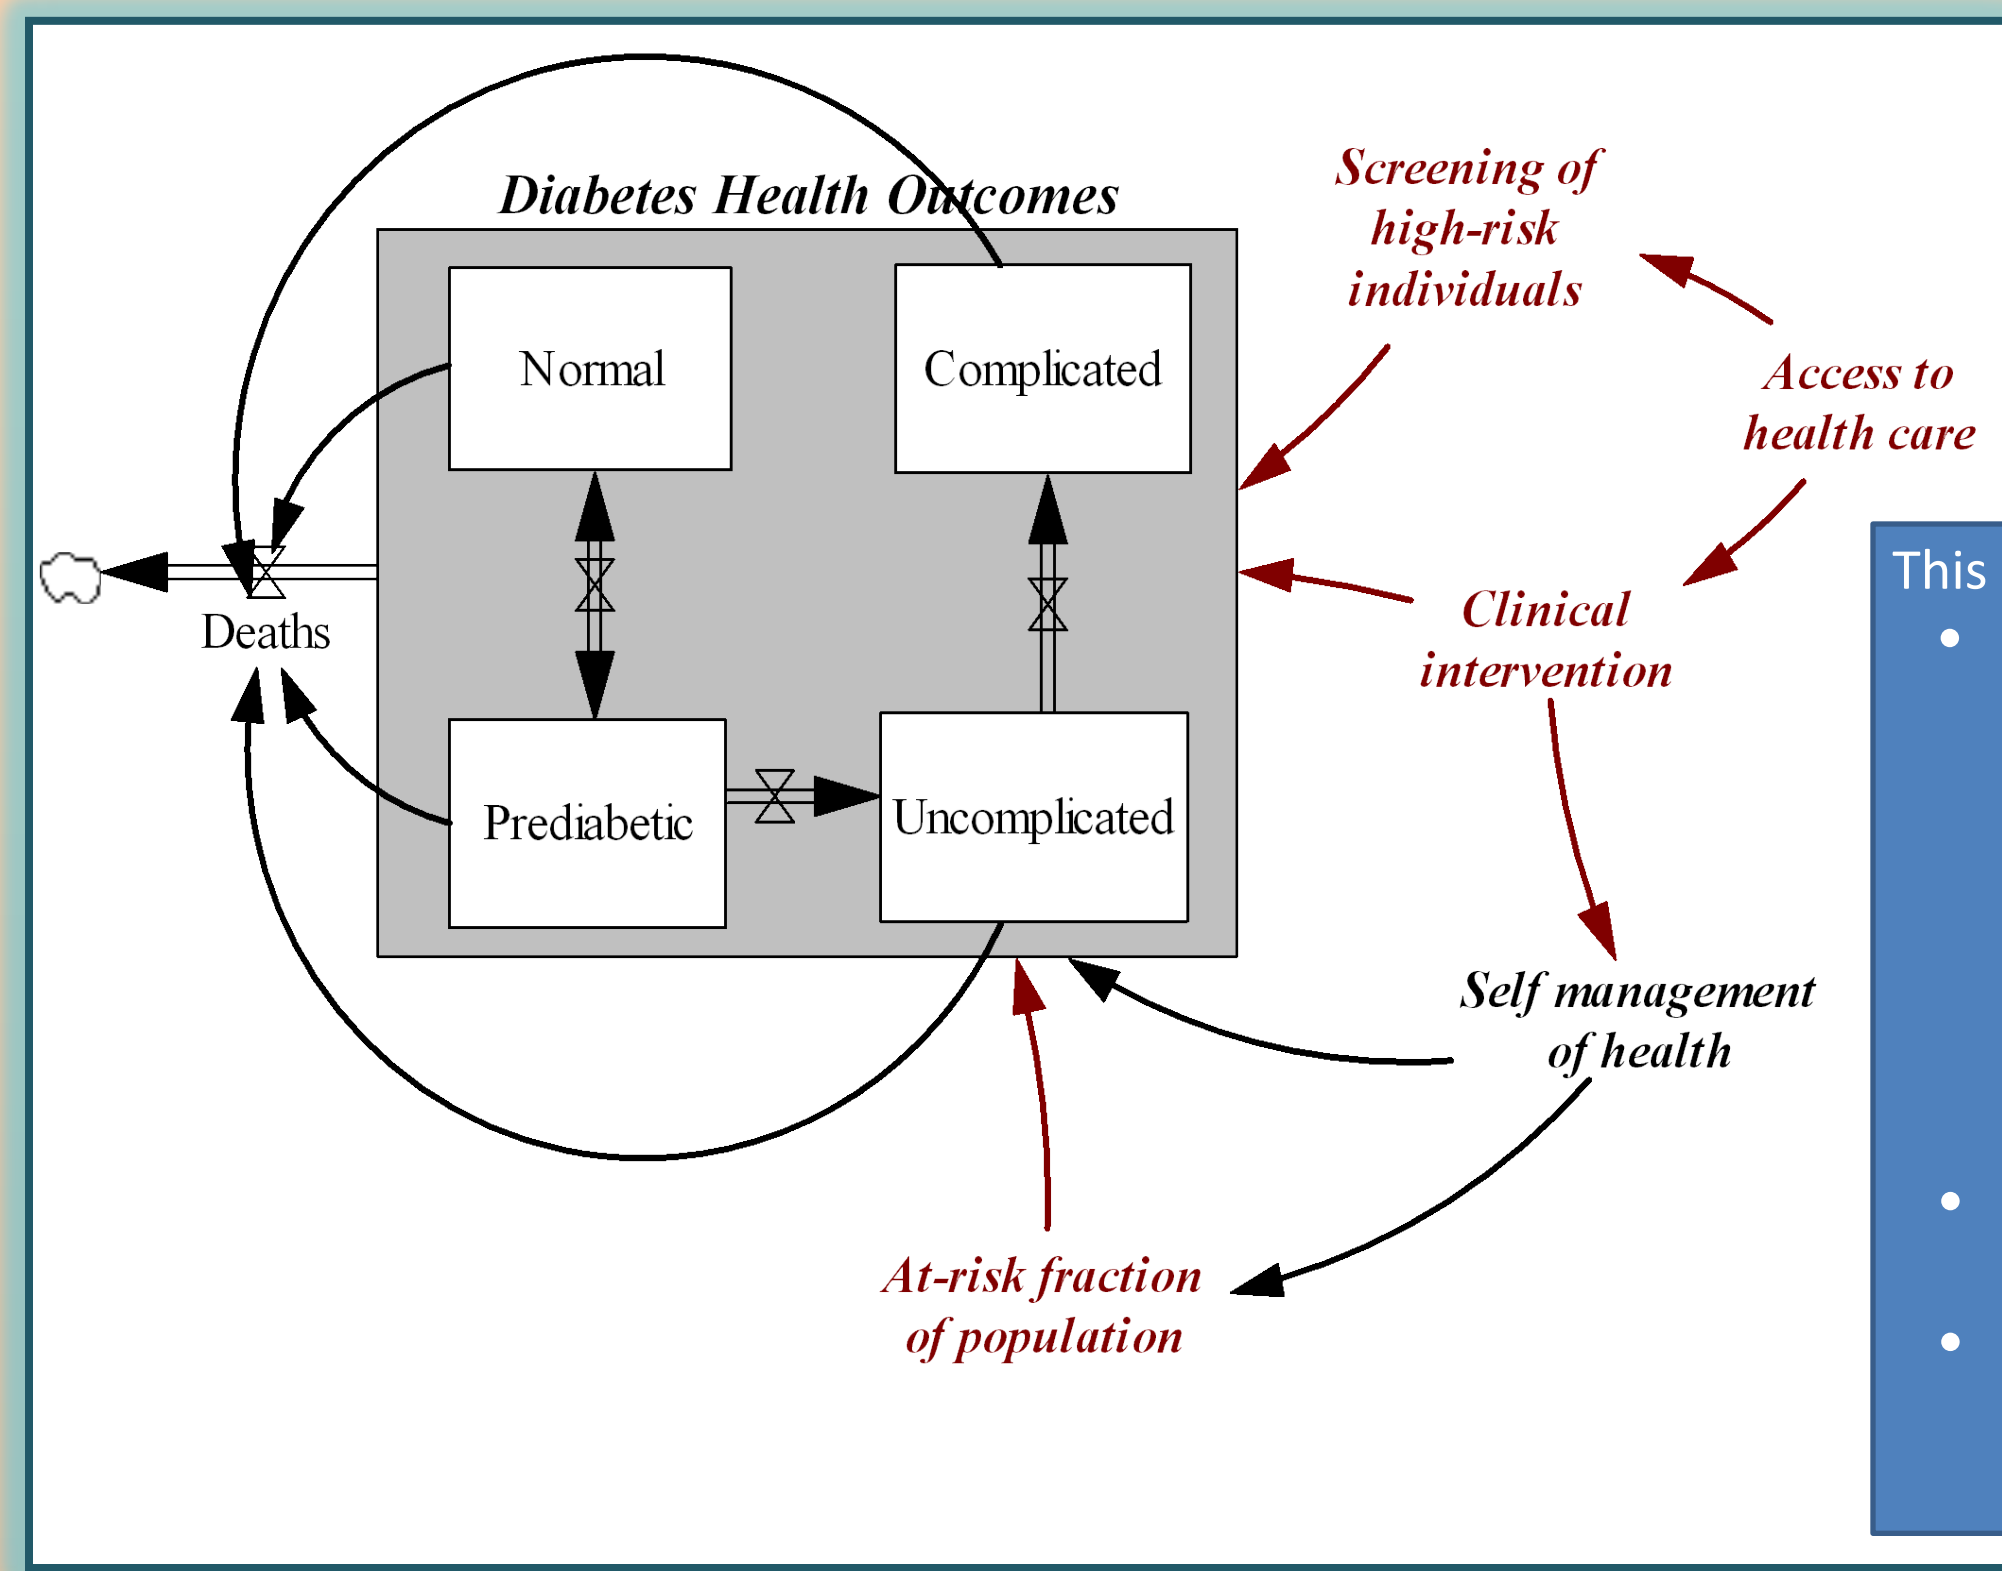 Diabetes Health Outcomes
Normal
Complicated
Deaths
Prediabetic
Uncomplicated
Screening of
high-risk
individuals
Access to
health care
Clinical
intervention
Self management
of health
At-risk fraction
of population
This
•
•
•